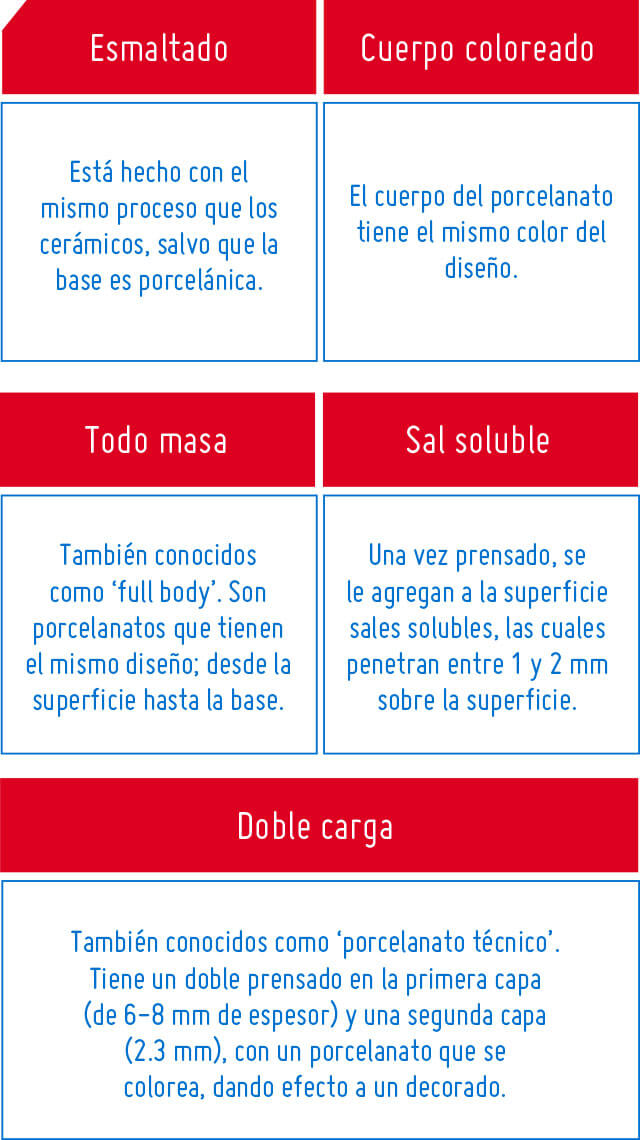 Esmaltado
Está hecho con el
mismo proceso que los
cerámicos, salvo que la
base es porcelánica.
Cuerpo coloreado
El cuerpo del porcelanato
tiene el mismo color del
diseño.
Todo masa
También conocidos
como ‘full body’. Son
porcelanatos que tienen
el mismo diseño; desde la
superficie hasta la base.
Sal soluble
Una vez prensado, se
le agregan a la superficie
sales solubles, las cuales
penetran entre 1 y 2 mm
sobre la superficie.
Doble carga
También conocidos como ‘porcelanato técnico’.
Tiene un doble prensado en la primera capa
(de 6-8 mm de espesor) y una segunda capa
(2.3 mm), con un porcelanato que se
colorea, dando efecto a un decorado.